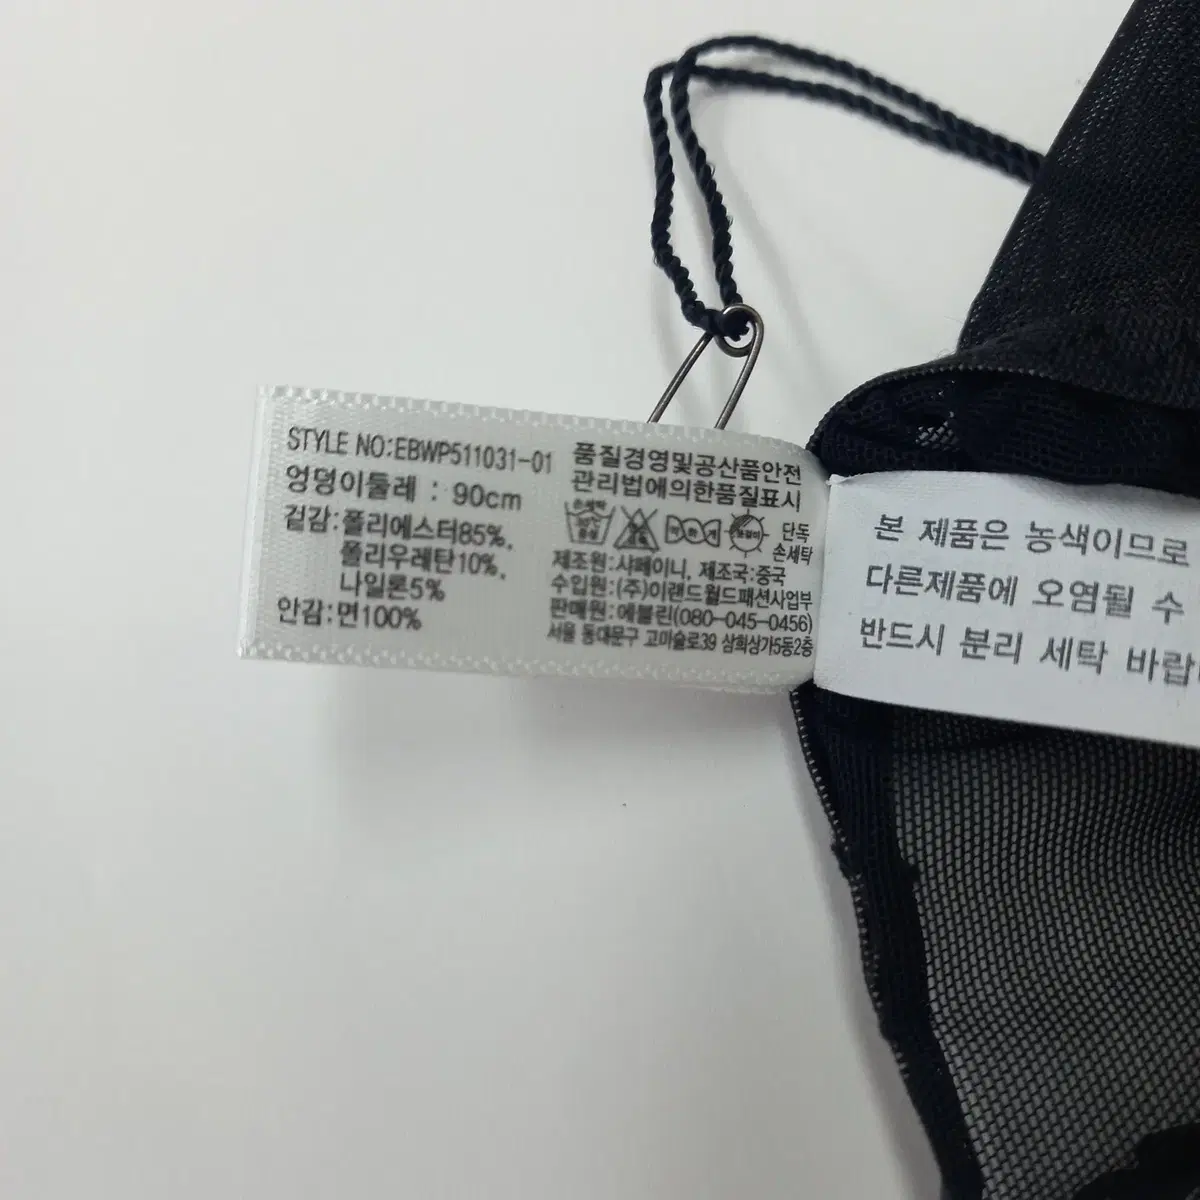 STYLE NO:EBWP511031-01
엉덩이둘레 : 90cm
겉감:폴리에스터85%,
폴리우레탄10%,
나일론5%
안감:면100%
품질경영및공산품안전
관리법에의한품질표시
손세탁
30℃
중성
단독
손세탁
제조원:샤페이니, 제조국:중국
수입원:(주)이랜드월드패션사업부
판매원:에블린(080-045-0456)
서울 동대문구 고미술로39 삼희상가5동2층
본 제품은 농색이므로
다른제품에 오염될 수
반드시 분리 세탁 바랍